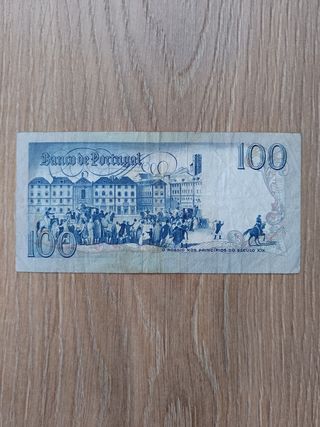 Banco de Portugal
100
100
O ROSSIO NOS PRINCÍPIOS DO SÉCULO XIX